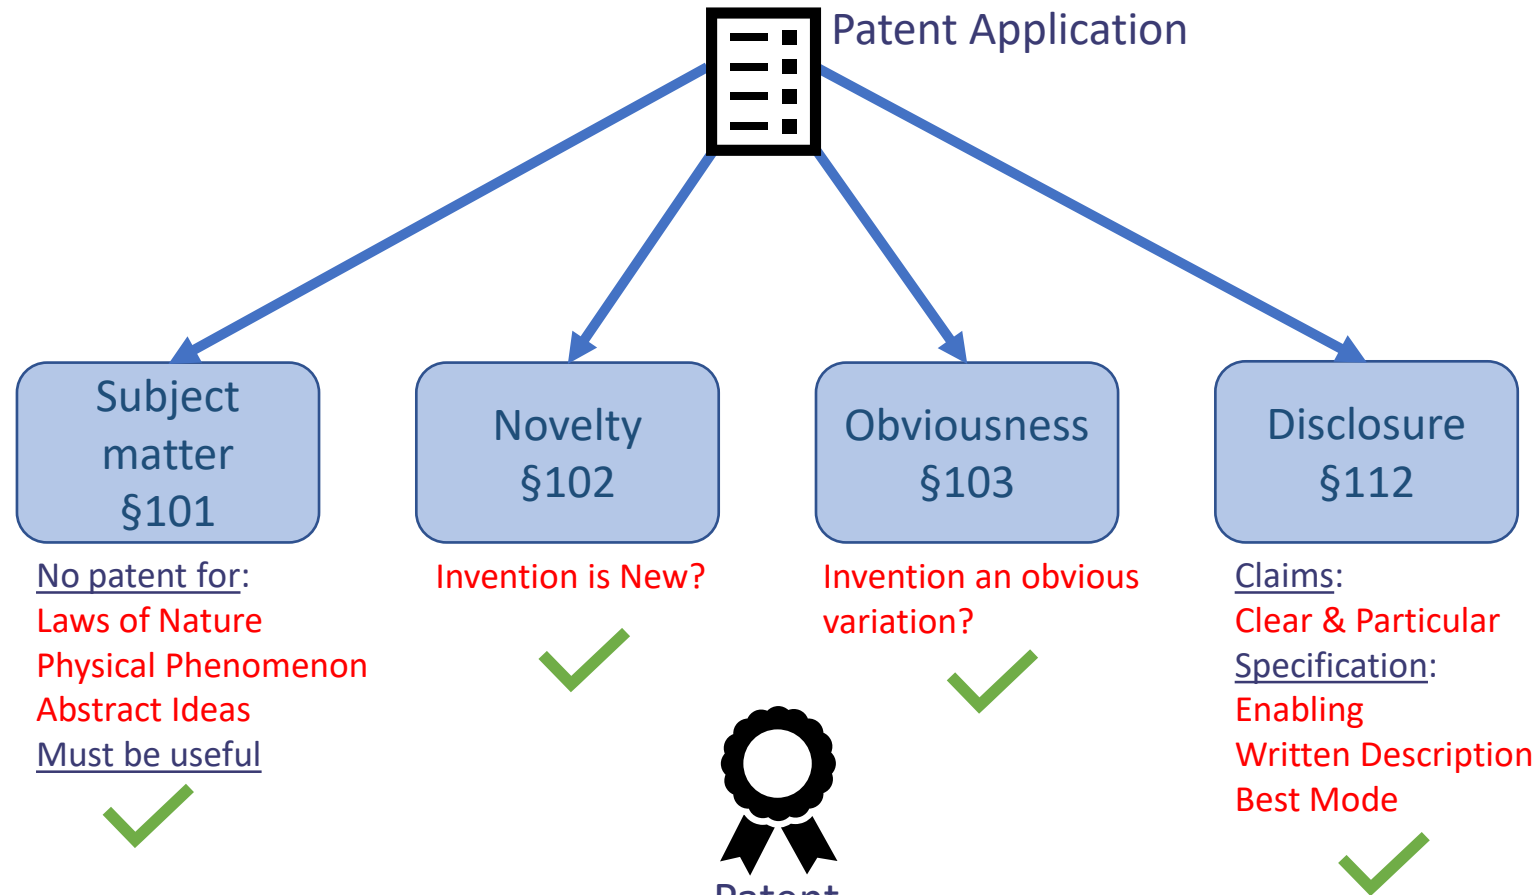 Patent Application
Subject
matter
§101
No patent for:
Laws of Nature
Physical Phenomenon
Abstract Ideas
Must be useful
Novelty
§102
Invention is New?
Obviousness
§103
Invention an obvious
variation?
Disclosure
§112
Claims:
Clear & Particular
Specification:
Enabling
Written Description
Best Mode
Patent